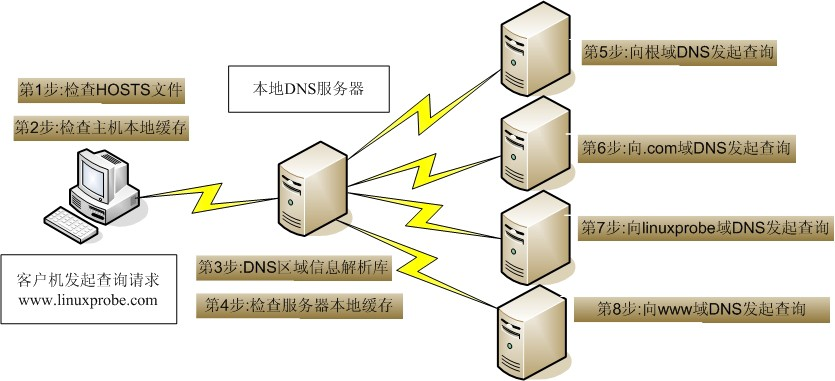 第1步:检查HOSTS文件
第2步:检查主机本地缓存
客户机发起查询请求
www.linuxprobe.com
本地DNS服务器
第3步:DNS区域信息解析库
第4步:检查服务器本地缓存
第5步:向根域DNS发起查询
第6步:向.com域DNS发起查询
第7步:向linuxprobe域DNS发起查询
第8步:向www域DNS发起查询